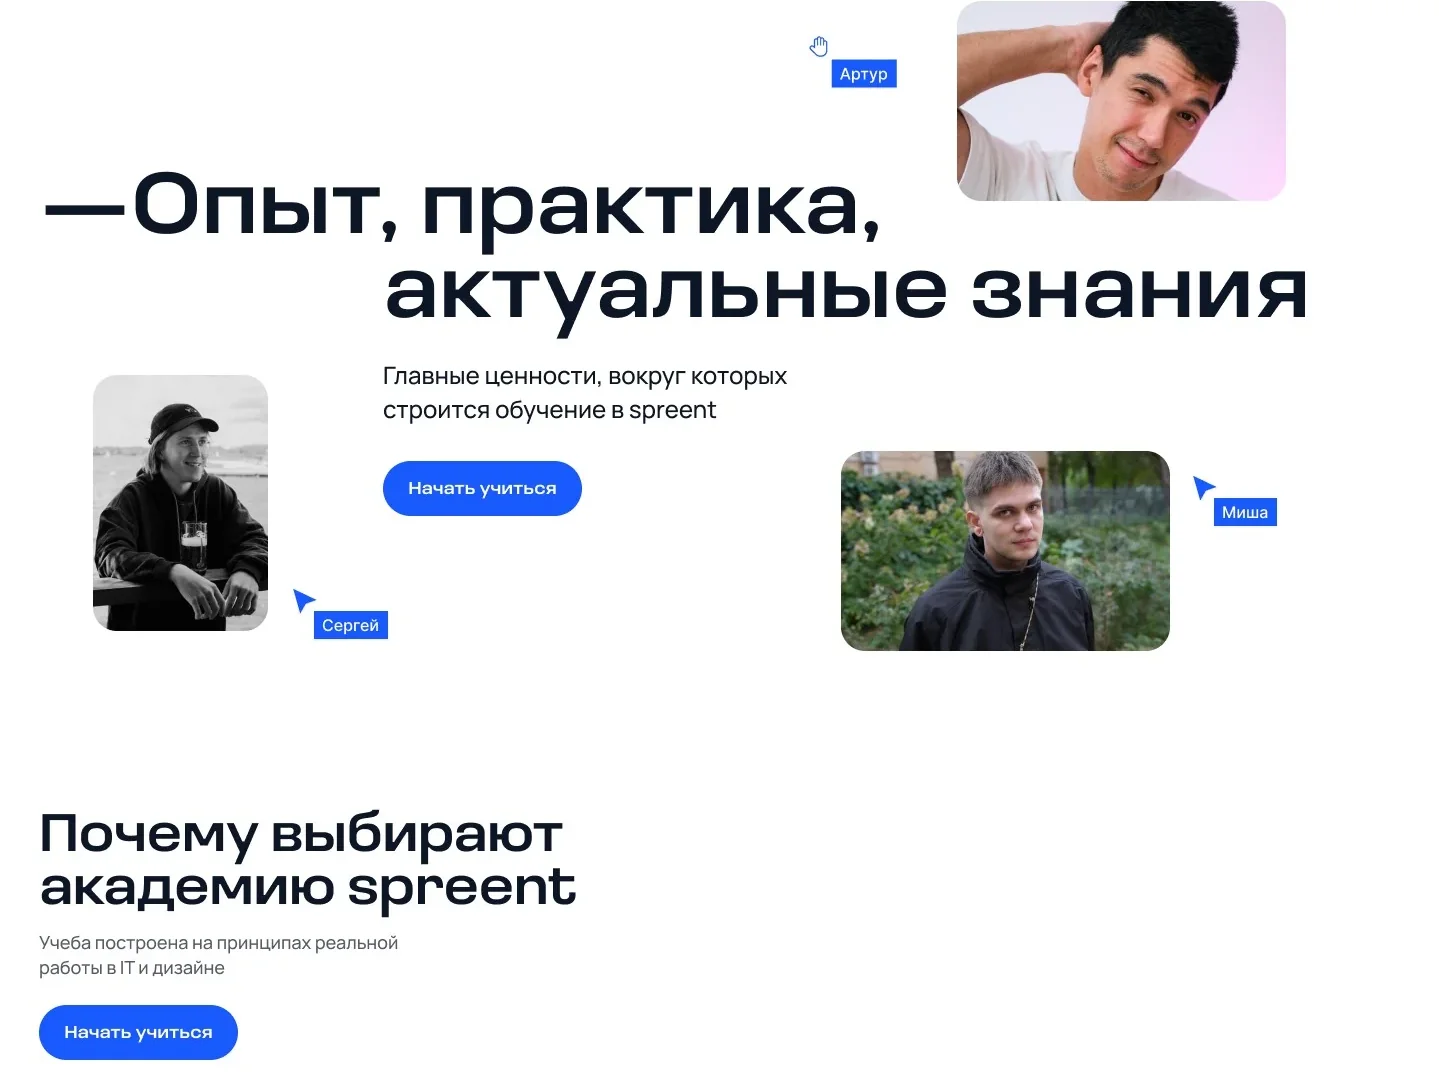 Артур
—Опыт, практика,
актуальные знания
Главные ценности, вокруг которых
строится обучение в spreent
Начать учиться
Миша
Сергей
Почему выбирают
академию spreent
Учеба построена на принципах реальной
работы в IT и дизайне
Начать учиться